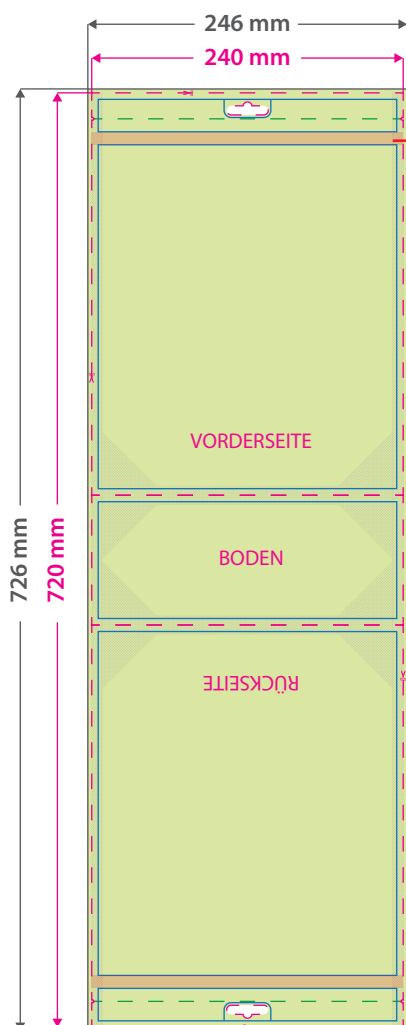 246 mm
240 mm
726 mm
720 mm
VORDERSEITE
BODEN
RÜCKSEITE